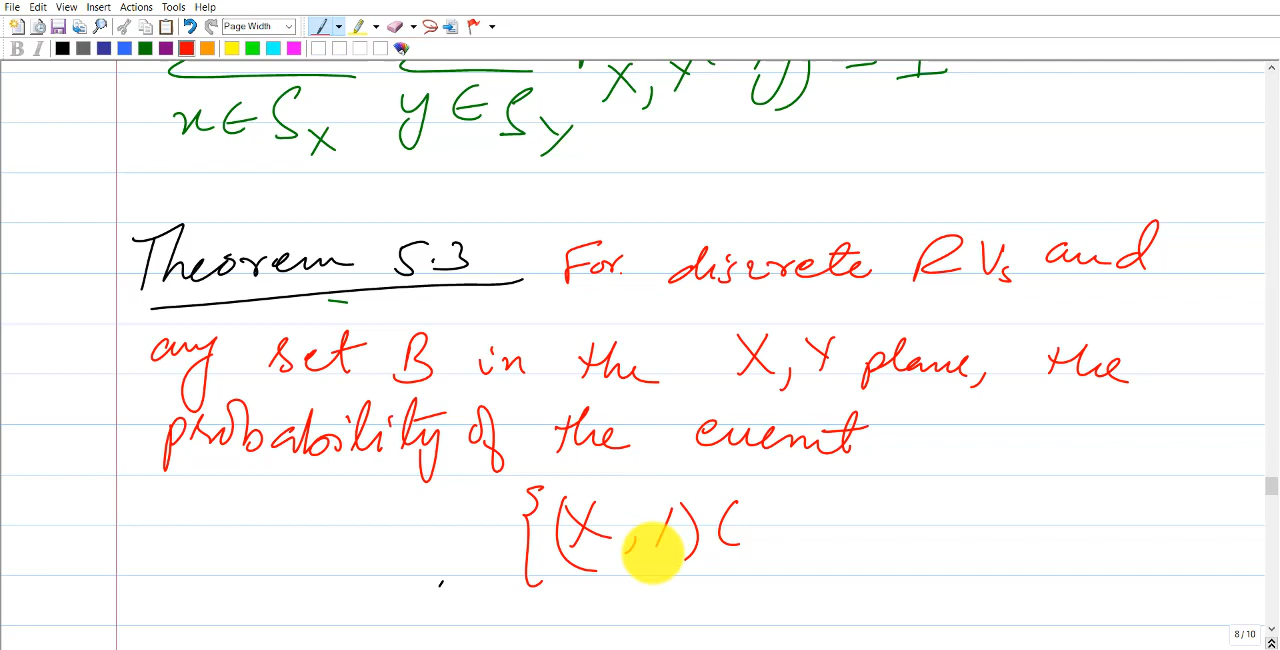 File Edit View Insert Actions Tools Help
Page Width
B I
x∈S_X y∈S_Y X,Y y) = 1
Theorem 5.3 For discrete RVs and
any set B in the X, Y plane, the
probability of the event
{(X, /) (
8 / 10